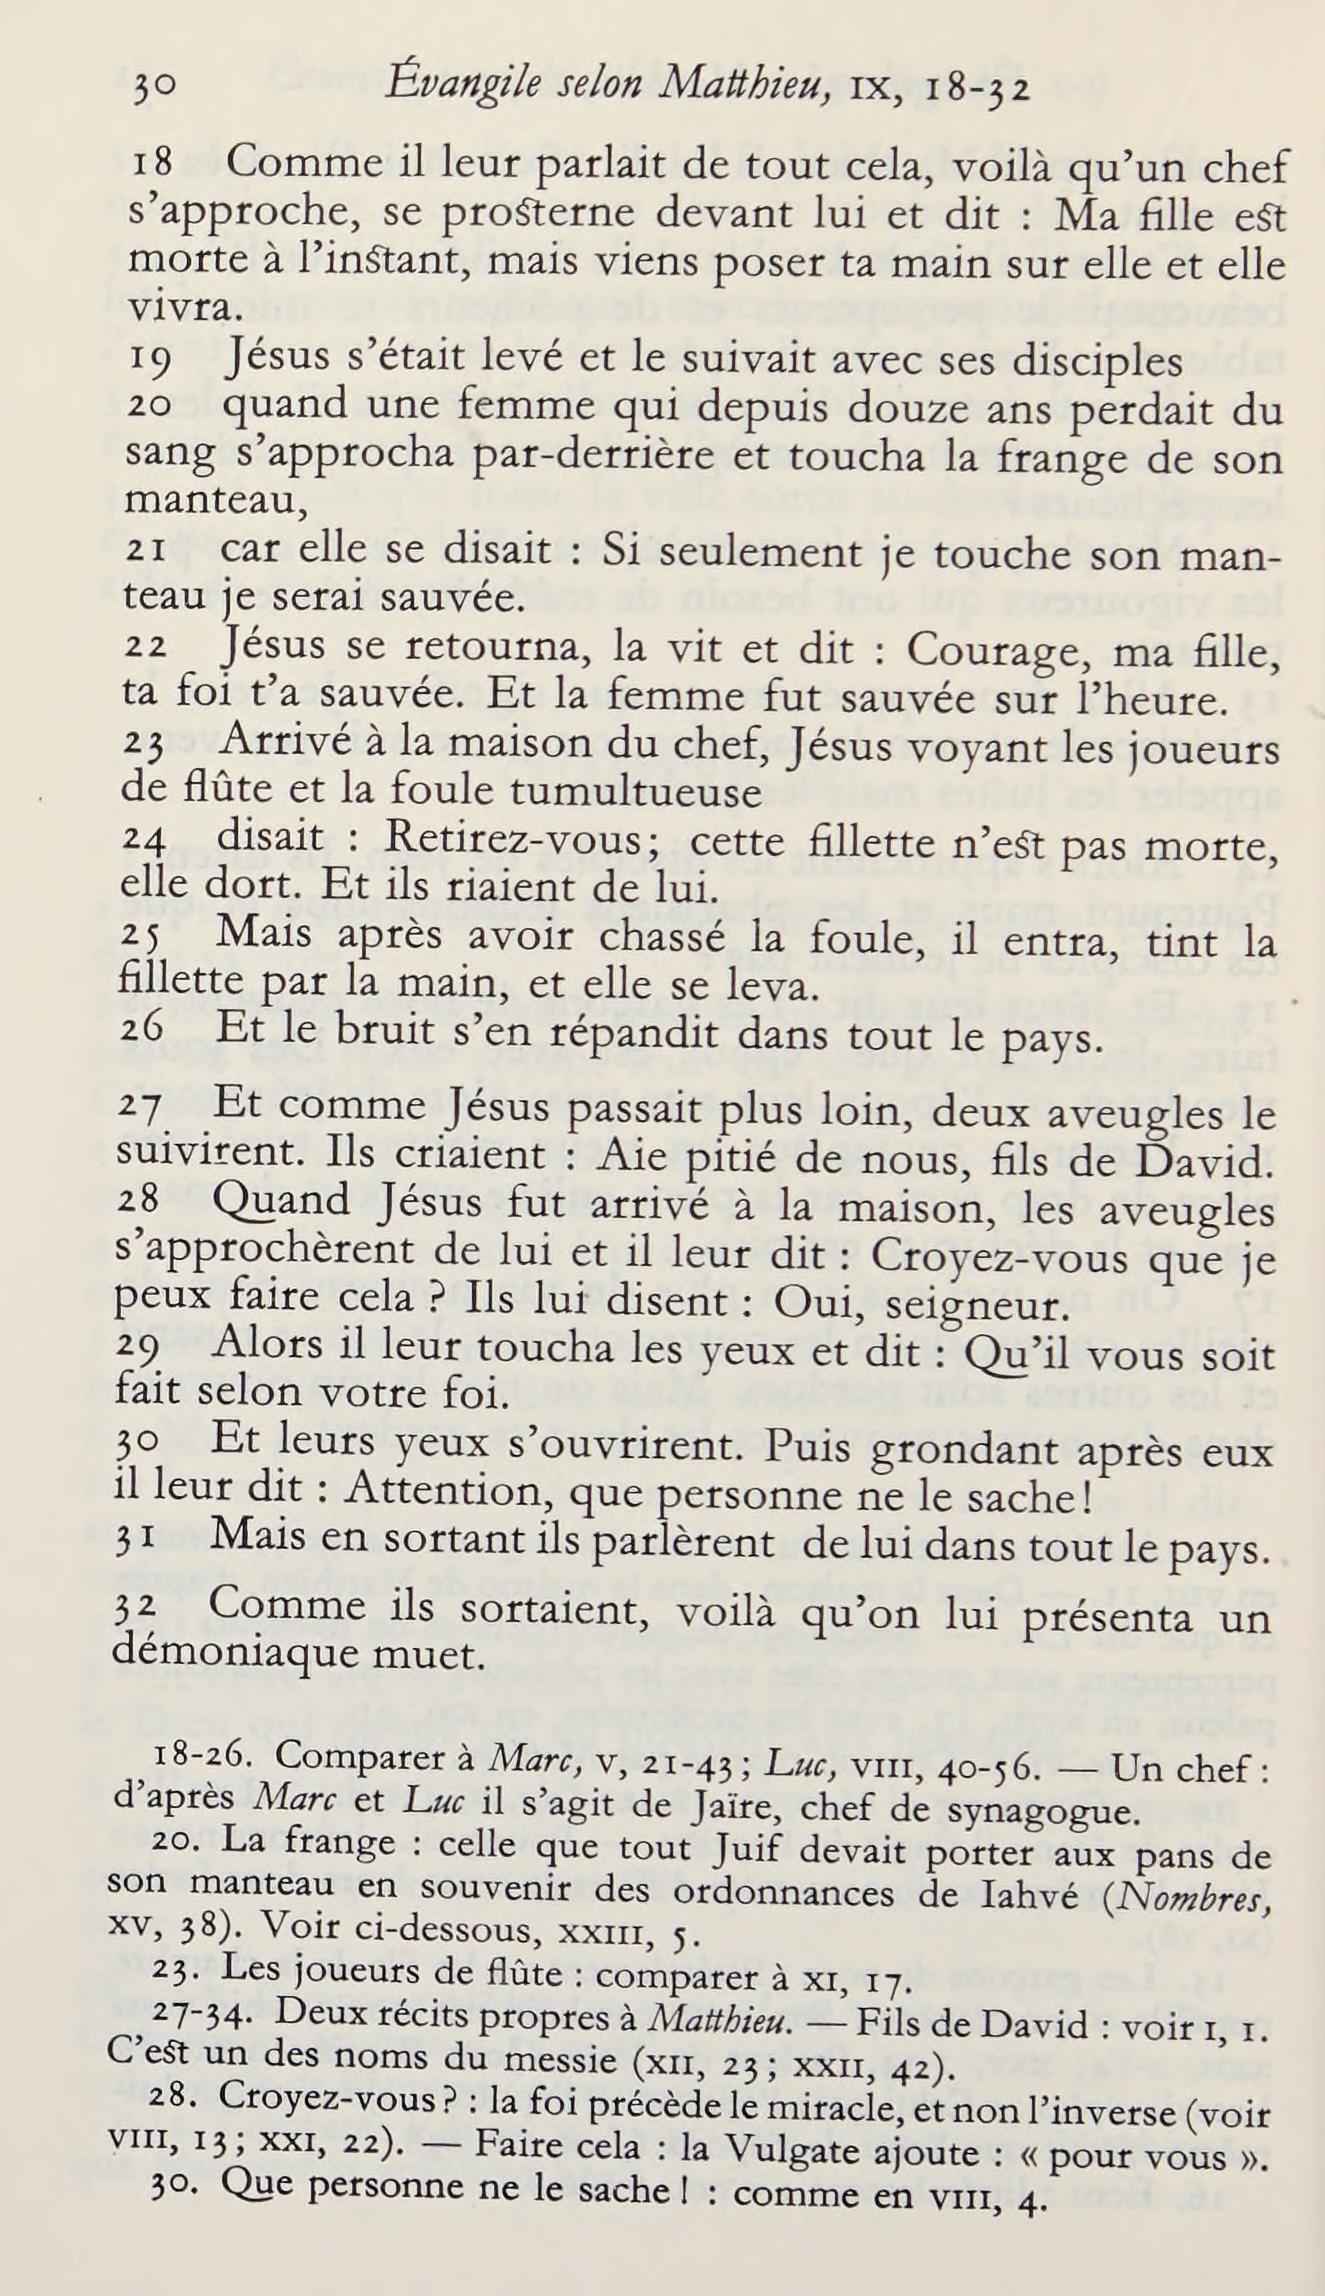 30 Évangile selon Matthieu, IX, 18-32
18 Comme il leur parlait de tout cela, voilà qu'un chef
s'approche, se prosterne devant lui et dit : Ma fille est
morte à l'instant, mais viens poser ta main sur elle et elle
vivra.
19 Jésus s'était levé et le suivait avec ses disciples
20 quand une femme qui depuis douze ans perdait du
sang s'approcha par-derrière et toucha la frange de son
manteau,
21 car elle se disait : Si seulement je touche son man-
teau je serai sauvée.
22 Jésus se retourna, la vit et dit : Courage, ma fille,
ta foi t'a sauvée. Et la femme fut sauvée sur l'heure.
23 Arrivé à la maison du chef, Jésus voyant les joueurs
de flûte et la foule tumultueuse
24 disait : Retirez-vous; cette fillette n'est pas morte,
elle dort. Et ils riaient de lui.
25 Mais après avoir chassé la foule, il entra, tint la
fillette par la main, et elle se leva.
26 Et le bruit s'en répandit dans tout le pays.
27 Et comme Jésus passait plus loin, deux aveugles le
suivirent. Ils criaient : Aie pitié de nous, fils de David.
28 Quand Jésus fut arrivé à la maison, les aveugles
s'approchèrent de lui et il leur dit : Croyez-vous que je
peux faire cela ? Ils lui disent : Oui, seigneur.
29 Alors il leur toucha les yeux et dit : Qu'il vous soit
fait selon votre foi.
30 Et leurs yeux s'ouvrirent. Puis grondant après eux
il leur dit : Attention, que personne ne le sache!
31 Mais en sortant ils parlèrent de lui dans tout le pays.
32 Comme ils sortaient, voilà qu'on lui présenta un
démoniaque muet.
18-26. Comparer à Marc, V, 21-43 ; Luc, VIII, 40-56. — Un chef :
d'après Marc et Luc il s'agit de Jaïre, chef de synagogue.
20. La frange : celle que tout Juif devait porter aux pans de
son manteau en souvenir des ordonnances de Iahvé (Nombres,
XV, 38). Voir ci-dessous, XXIII, 5.
23. Les joueurs de flûte : comparer à XI, 17.
27-34. Deux récits propres à Matthieu. — Fils de David : voir I, 1.
C'est un des noms du messie (XII, 23 ; XXII, 42).
28. Croyez-vous? : la foi précède le miracle, et non l'inverse (voir
VIII, 13 ; XXI, 22). — Faire cela : la Vulgate ajoute : « pour vous ».
30. Que personne ne le sache ! : comme en VIII, 4.